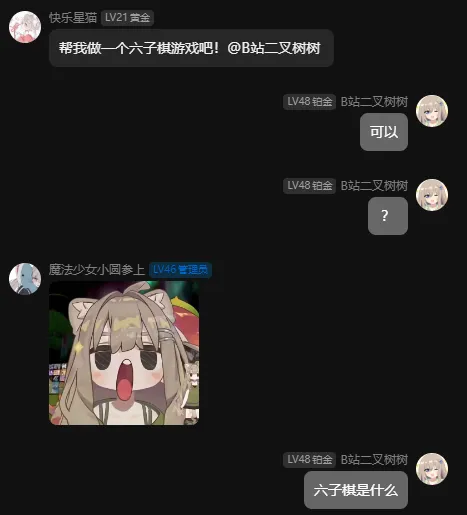 快乐星猫 LV21 黄金
帮我做一个六子棋游戏吧！@B站二叉树树
LV48 铂金 B站二叉树树
可以
LV48 铂金 B站二叉树树
？
魔法少女小圆参上 LV46 管理员
LV48 铂金 B站二叉树树
六子棋是什么